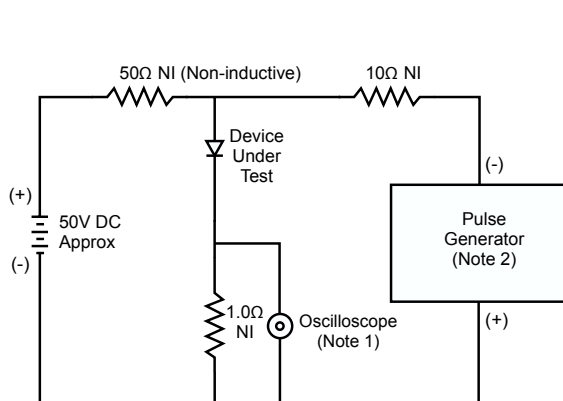 50Ω NI (Non-inductive)
10Ω NI
Device
Under
Test
(-)
(+)
50V DC
Approx
(-)
Pulse
Generator
(Note 2)
1.0Ω
NI
Oscilloscope
(Note 1)
(+)